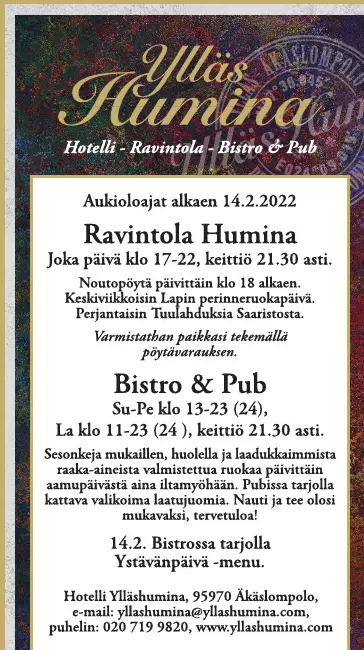 Ylläs
Humina
Hotelli - Ravintola - Bistro & Pub
ÄKÄSLOMPOLO
Aukioloajat alkaen 14.2.2022
Ravintola Humina
Joka päivä klo 17-22, keittiö 21.30 asti.
Noutopöytä päivittäin klo 18 alkaen.
Keskiviikkoisin Lapin perinneruokapäivä.
Perjantaisin Tuulahduksia Saaristosta.
Varmistathan paikkasi tekemällä
pöytävarauksen.
Bistro & Pub
Su-Pe klo 13-23 (24),
La klo 11-23 (24 ), keittiö 21.30 asti.
Sesonkeja mukaillen, huolella ja laadukkaimmista
raaka-aineista valmistettua ruokaa päivittäin
aamupäivästä aina iltamyöhään. Pubissa tarjolla
kattava valikoima laatujuomia. Nauti ja tee olosi
mukavaksi, tervetuloa!
14.2. Bistrossa tarjolla
Ystävänpäivä -menu.
Hotelli Ylläshumina, 95970 Äkäslompolo,
e-mail: yllashumina@yllashumina.com,
puhelin: 020 719 9820, www.yllashumina.com